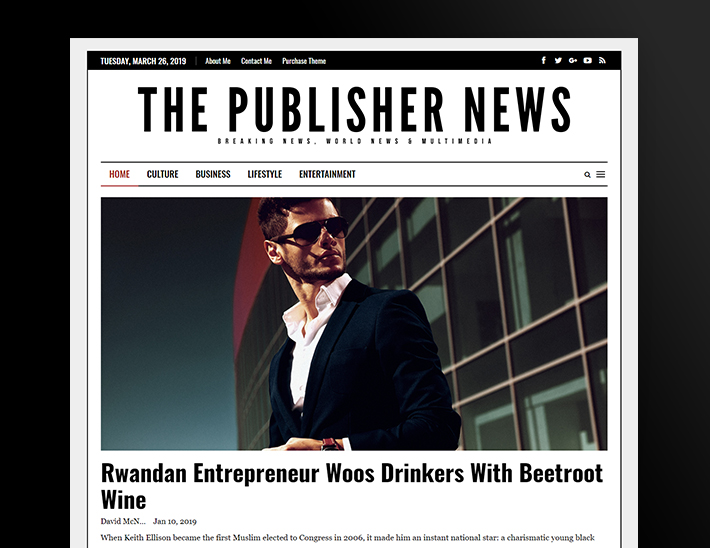 TUESDAY, MARCH 26, 2019 About Me Contact Me Purchase Theme
THE PUBLISHER NEWS
BREAKING NEWS, WORLD NEWS & MULTIMEDIA
HOME CULTURE BUSINESS LIFESTYLE ENTERTAINMENT
Rwandan Entrepreneur Woos Drinkers With Beetroot
Wine
David McN... Jan 10, 2019
When Keith Ellison became the first Muslim elected to Congress in 2006, it made him an instant national star: a charismatic young black